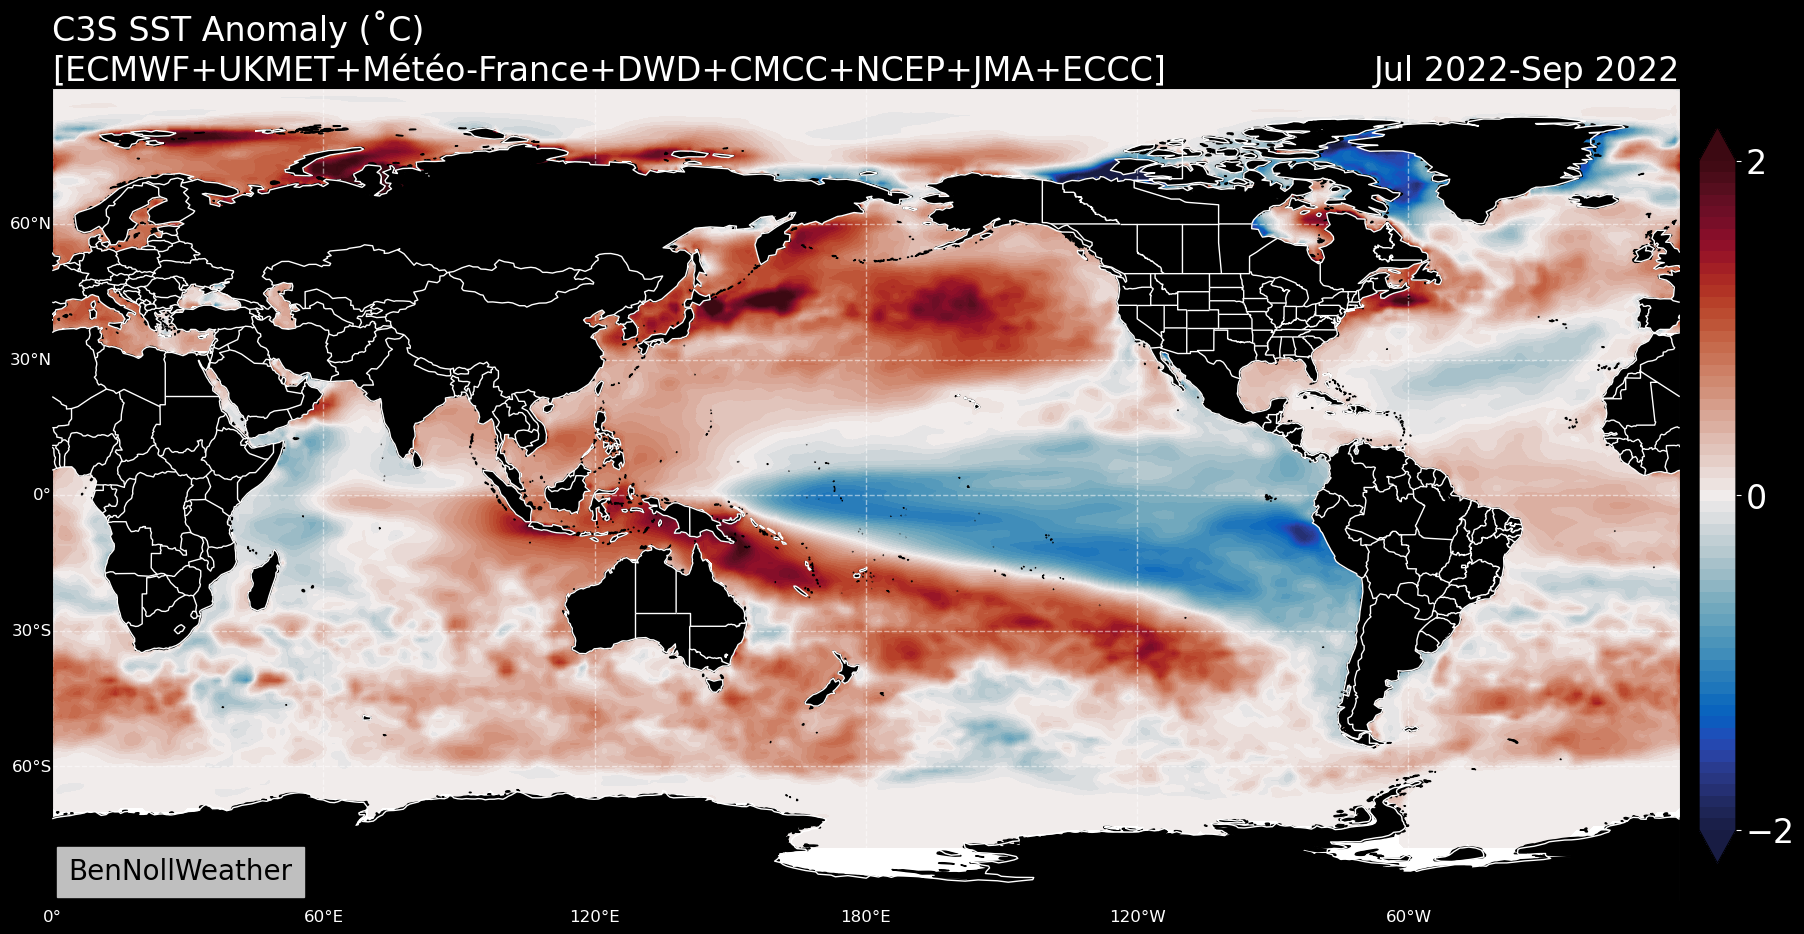 C3S SST Anomaly (˚C)
[ECMWF+UKMET+Météo-France+DWD+CMCC+NCEP+JMA+ECCC]
Jul 2022-Sep 2022
2
0
−2
60°N
30°N
0°
30°S
60°S
BenNollWeather
0°
60°E
120°E
180°E
120°W
60°W